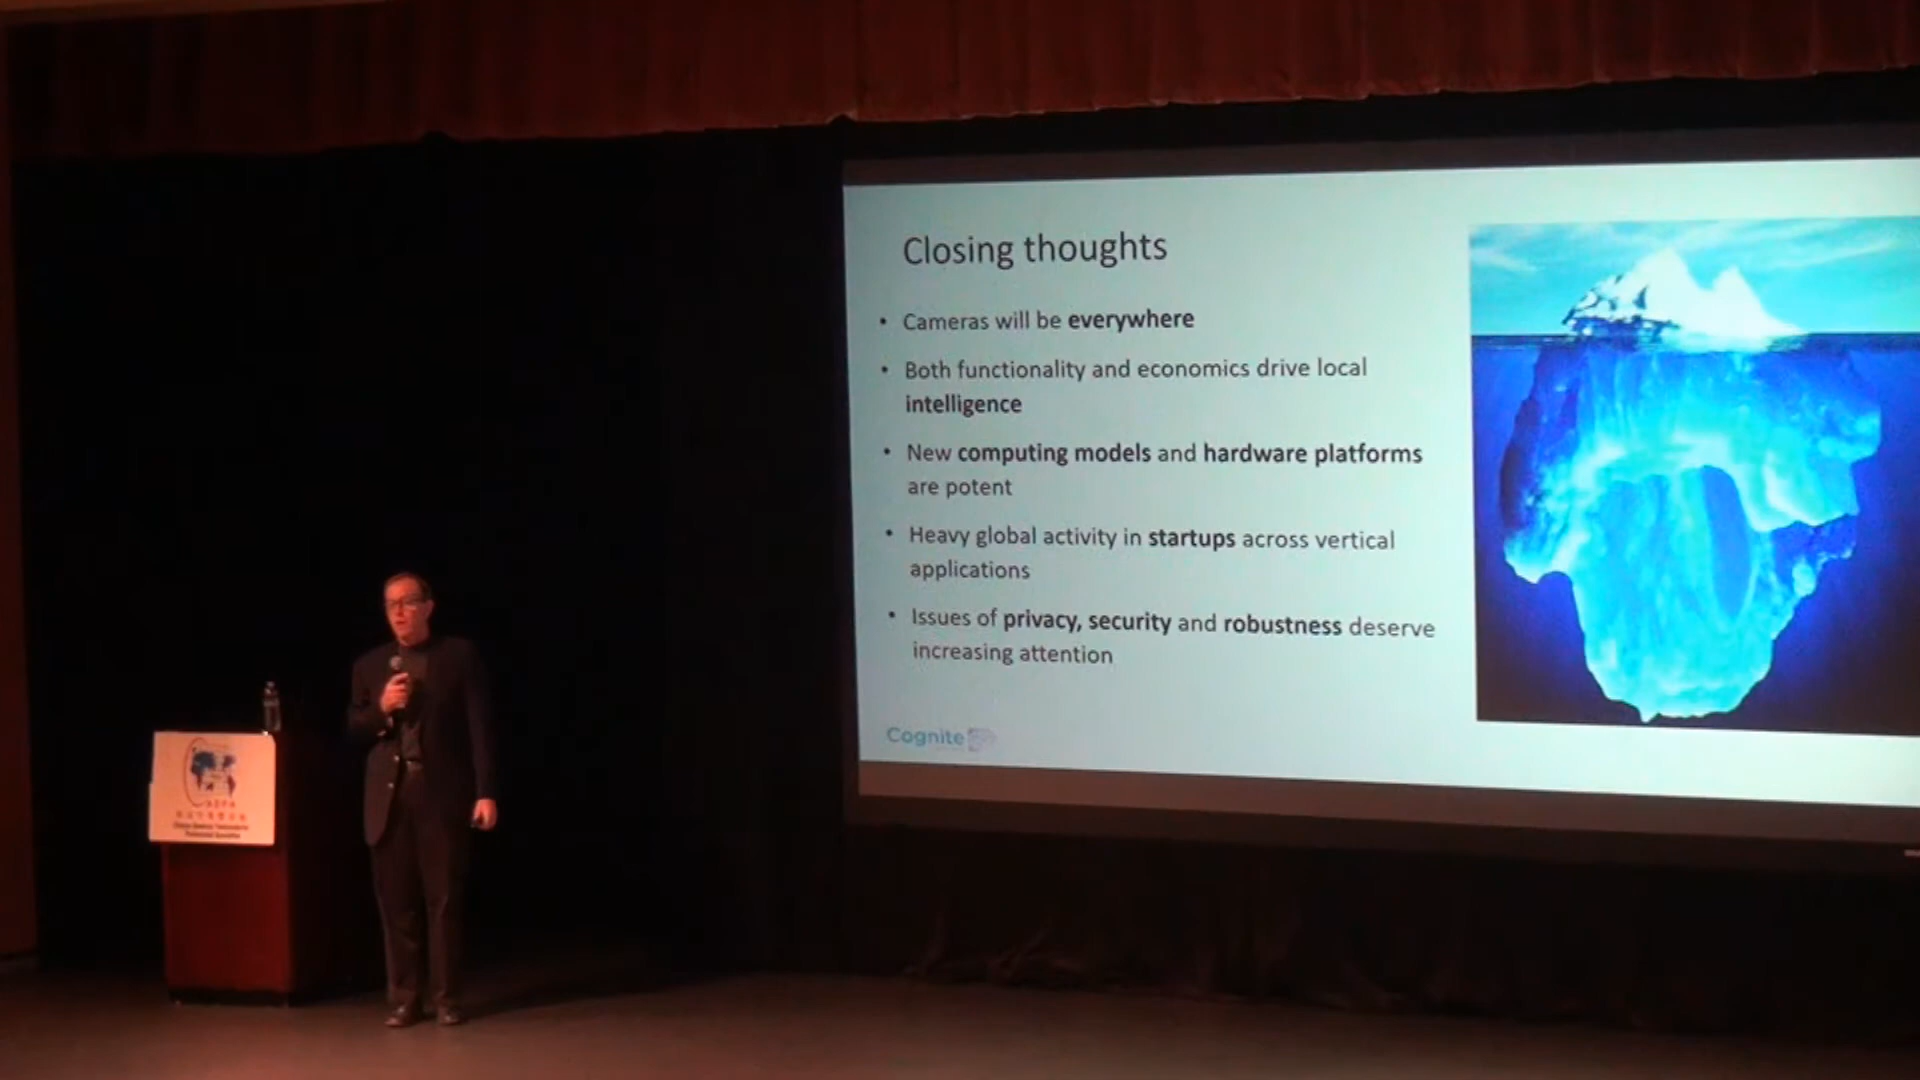 Closing thoughts
• Cameras will be everywhere
• Both functionality and economics drive local
intelligence
• New computing models and hardware platforms
are potent
• Heavy global activity in startups across vertical
applications
• Issues of privacy, security and robustness deserve
increasing attention
Cognite